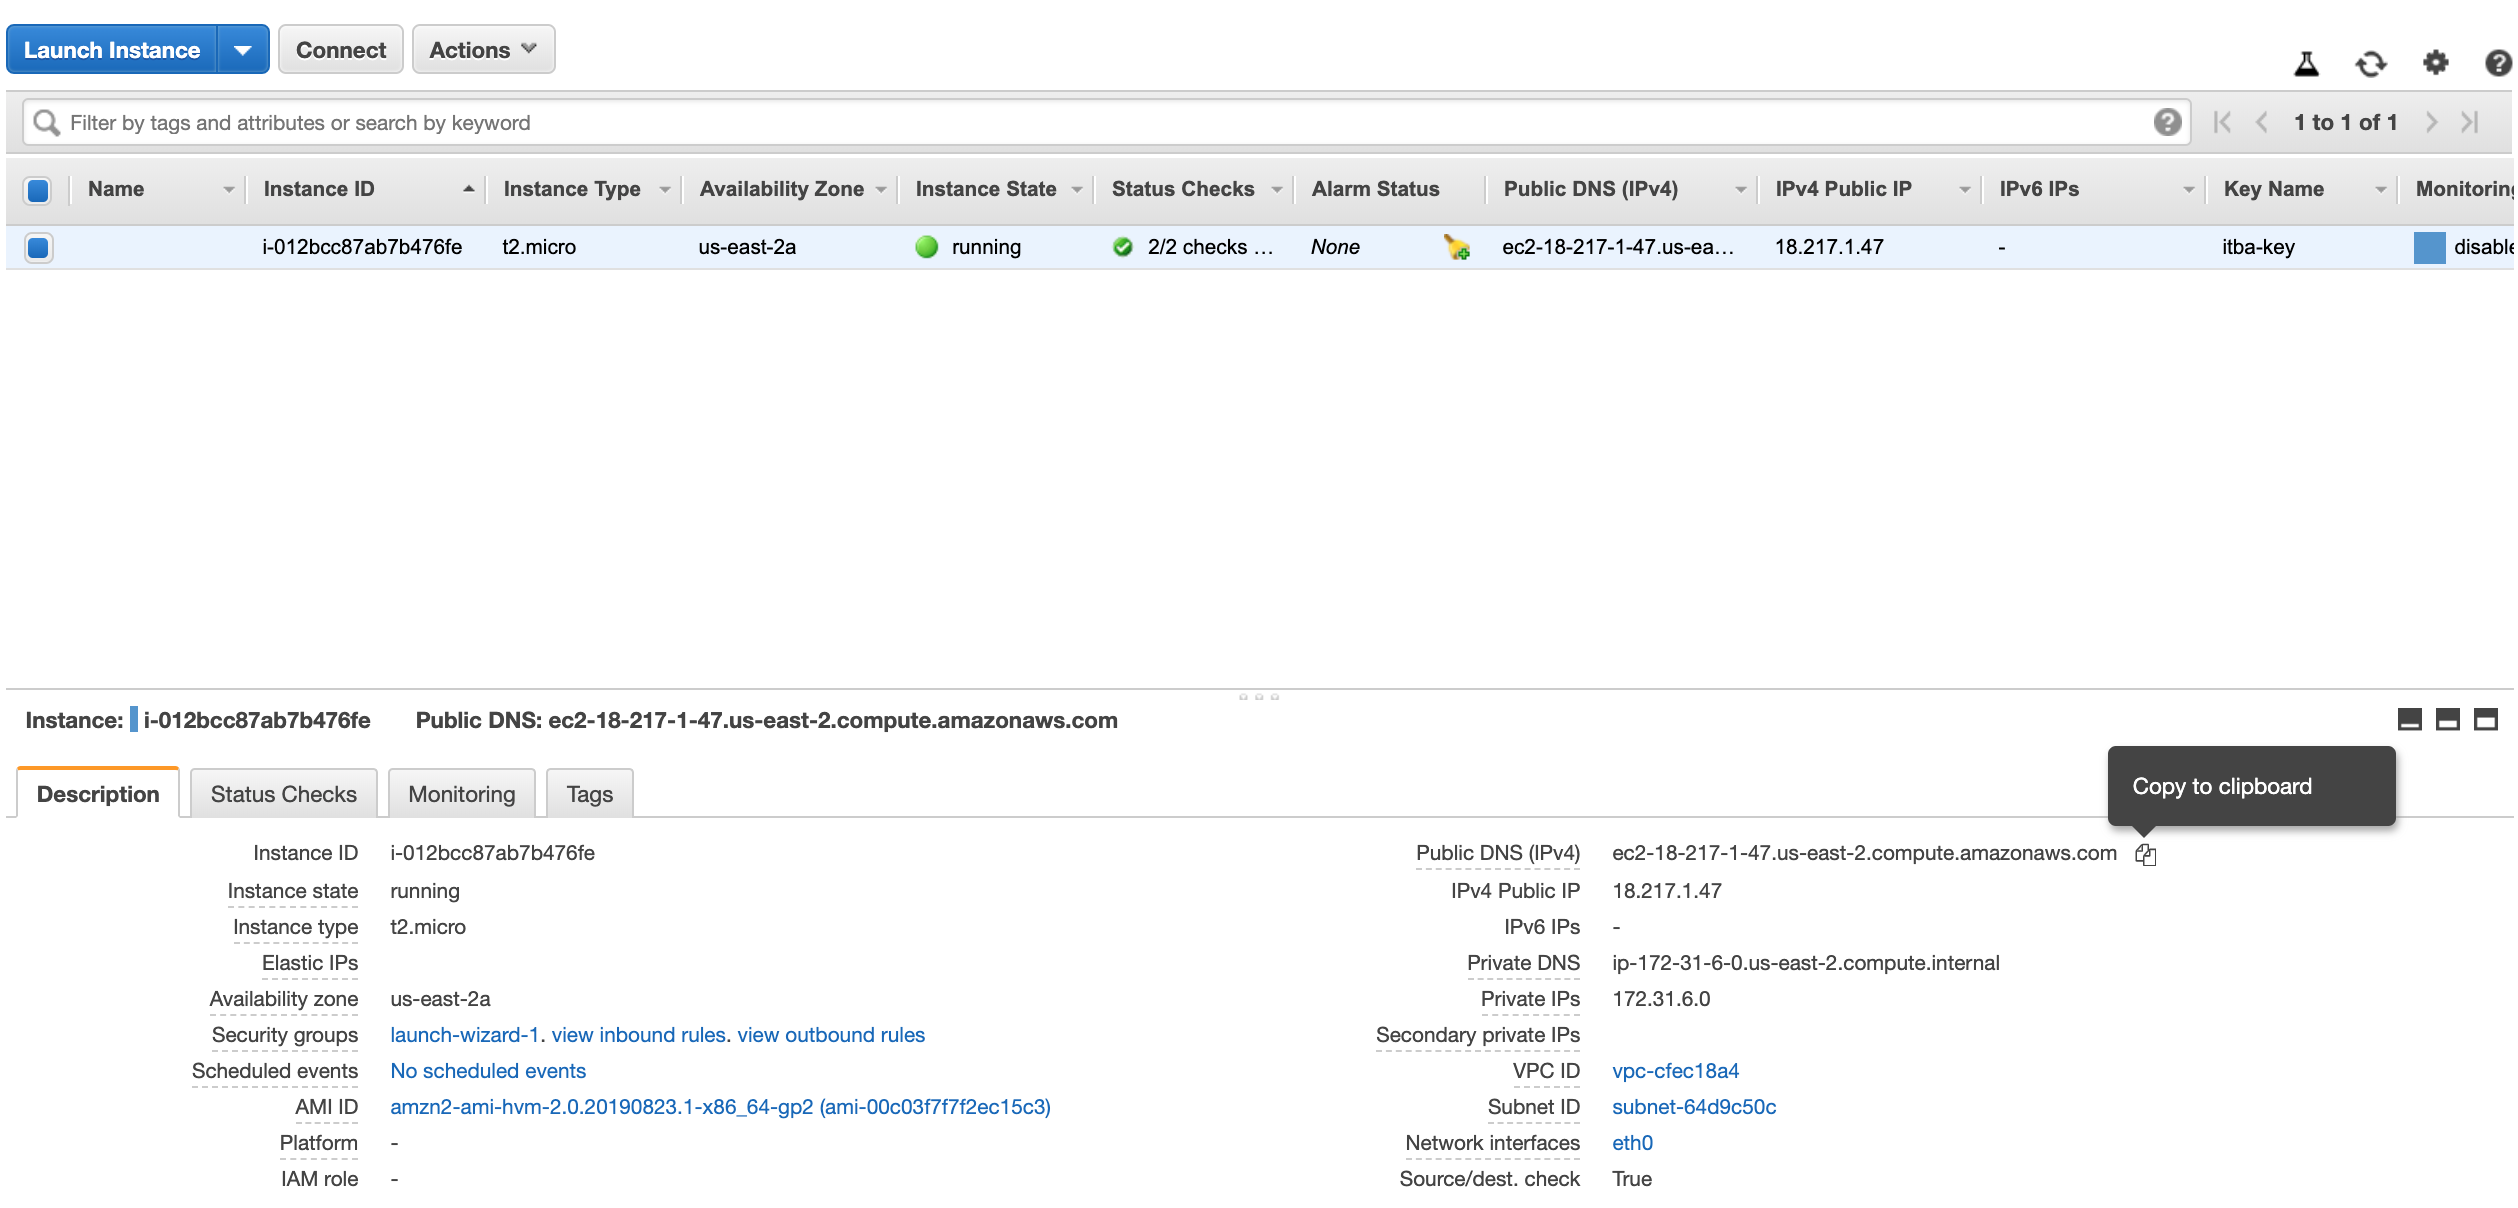 Launch Instance Connect Actions
Filter by tags and attributes or search by keyword 1 to 1 of 1
Name Instance ID Instance Type Availability Zone Instance State Status Checks Alarm Status Public DNS (IPv4) IPv4 Public IP IPv6 IPs Key Name Monitoring
i-012bcc87ab7b476fe t2.micro us-east-2a running 2/2 checks ... None ec2-18-217-1-47.us-ea... 18.217.1.47 - itba-key disable
Instance: i-012bcc87ab7b476fe Public DNS: ec2-18-217-1-47.us-east-2.compute.amazonaws.com
Copy to clipboard
Description Status Checks Monitoring Tags
Instance ID i-012bcc87ab7b476fe Public DNS (IPv4) ec2-18-217-1-47.us-east-2.compute.amazonaws.com
Instance state running IPv4 Public IP 18.217.1.47
Instance type t2.micro IPv6 IPs -
Elastic IPs Private DNS ip-172-31-6-0.us-east-2.compute.internal
Availability zone us-east-2a Private IPs 172.31.6.0
Security groups launch-wizard-1. view inbound rules. view outbound rules Secondary private IPs
Scheduled events No scheduled events VPC ID vpc-cfec18a4
AMI ID amzn2-ami-hvm-2.0.20190823.1-x86_64-gp2 (ami-00c03f7f7f2ec15c3) Subnet ID subnet-64d9c50c
Platform - Network interfaces eth0
IAM role - Source/dest. check True